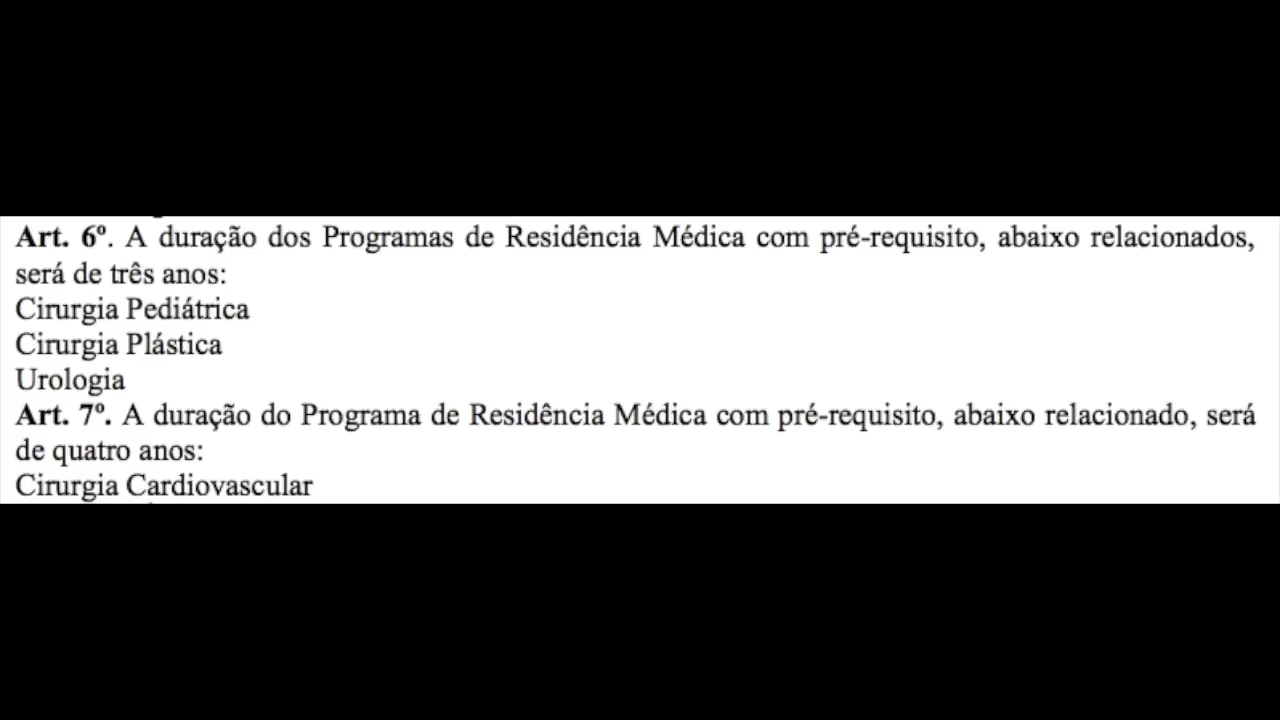 Art. 6º. A duração dos Programas de Residência Médica com pré-requisito, abaixo relacionados,
será de três anos:
Cirurgia Pediátrica
Cirurgia Plástica
Urologia
Art. 7º. A duração do Programa de Residência Médica com pré-requisito, abaixo relacionado, será
de quatro anos:
Cirurgia Cardiovascular